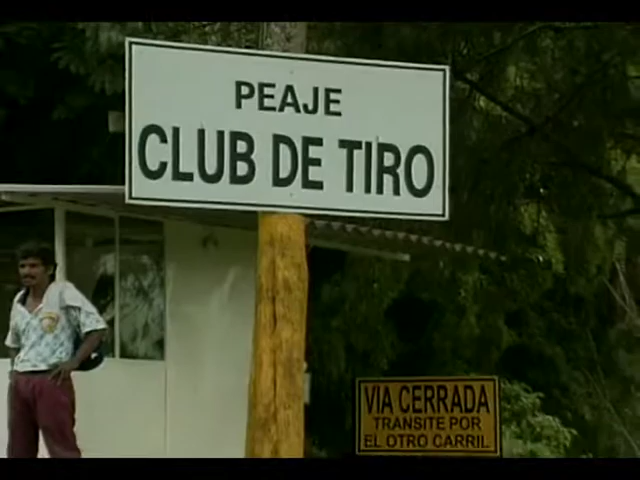 PEAJE
CLUB DE TIRO
VIA CERRADA
TRANSITE POR
EL OTRO CARRIL